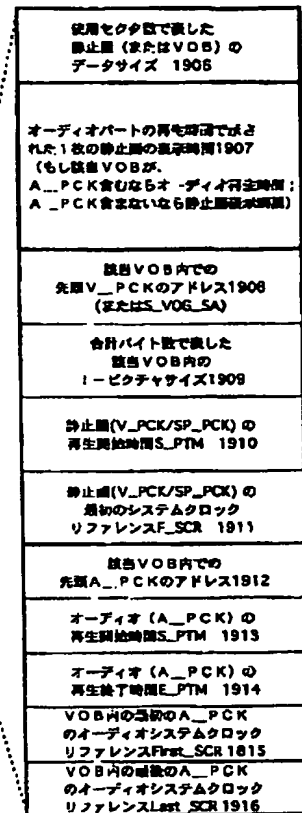 使用セクタ数で表した
静止画（またはＶＯＢ）の
データサイズ 1906
オーディオパートの再生時間で示さ
れた１枚の静止画の表示時間1907
（もし該当ＶＯＢが、
Ａ＿ＰＣＫ含むならオーディオ再生時間；
Ａ＿ＰＣＫ含まないなら静止画表示時間）
該当ＶＯＢ内での
先頭Ｖ＿ＰＣＫのアドレス1908
(またはS_VOG_SA)
合計バイト数で表した
該当ＶＯＢ内の
Ｉ－ピクチャサイズ1909
静止画(V_PCK/SP_PCK) の
再生開始時間S_PTM 1910
静止画(V_PCK/SP_PCK) の
最初のシステムクロック
リファレンスF_SCR 1911
該当ＶＯＢ内での
先頭Ａ＿ＰＣＫのアドレス1912
オーディオ（Ａ＿ＰＣＫ）の
再生開始時間S_PTM 1913
オーディオ（Ａ＿ＰＣＫ）の
再生終了時間E_PTM 1914
ＶＯＢ内の最初のＡ＿ＰＣＫ
のオーディオシステムクロック
リファレンスFirst_SCR 1815
ＶＯＢ内の最後のＡ＿ＰＣＫ
のオーディオシステムクロック
リファレンスLast_SCR 1916